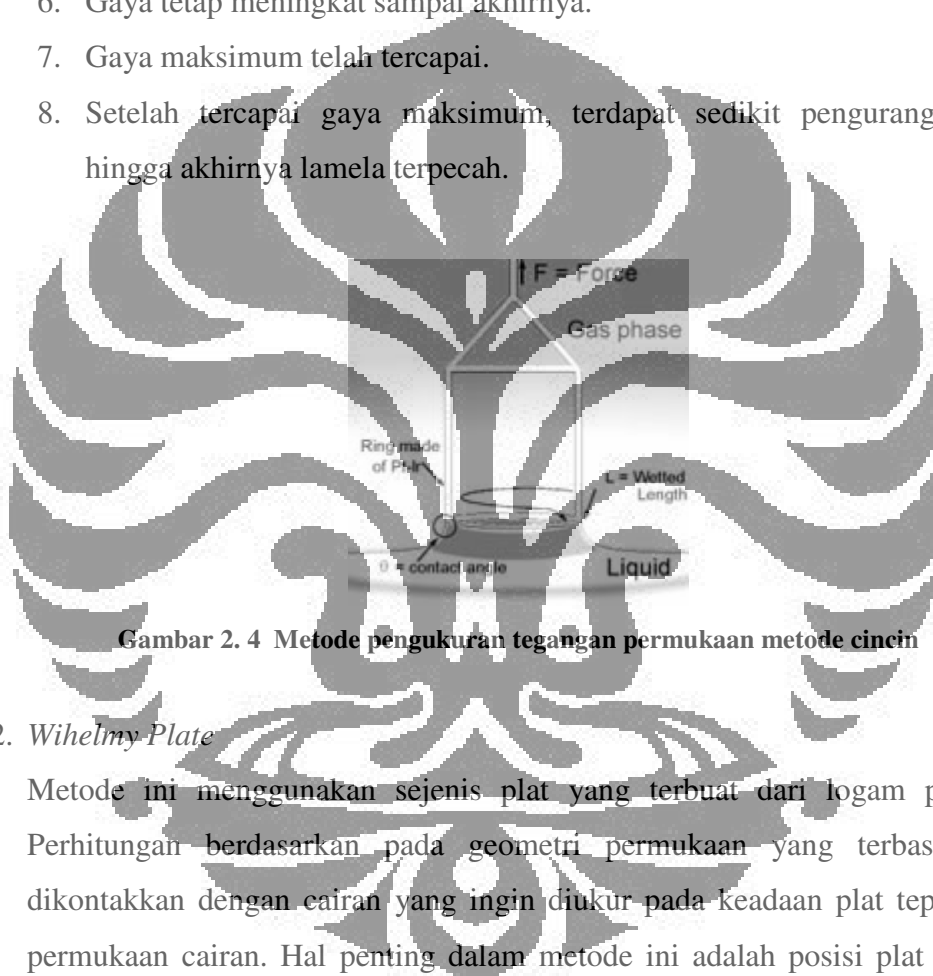 6. Gaya tetap meningkat sampai akhirnya.
7. Gaya maksimum telah tercapai.
8. Setelah tercapai gaya maksimum, terdapat sedikit pengurang
hingga akhirnya lamela terpecah.
F = Force
Gas phase
Ring made
of Pt-Ir
L = Wetted
Length
θ = contact angle
Liquid
Gambar 2. 4 Metode pengukuran tegangan permukaan metode cincin
2. Wihelmy Plate
Metode ini menggunakan sejenis plat yang terbuat dari logam p
Perhitungan berdasarkan pada geometri permukaan yang terbas
dikontakkan dengan cairan yang ingin diukur pada keadaan plat tep
permukaan cairan. Hal penting dalam metode ini adalah posisi plat